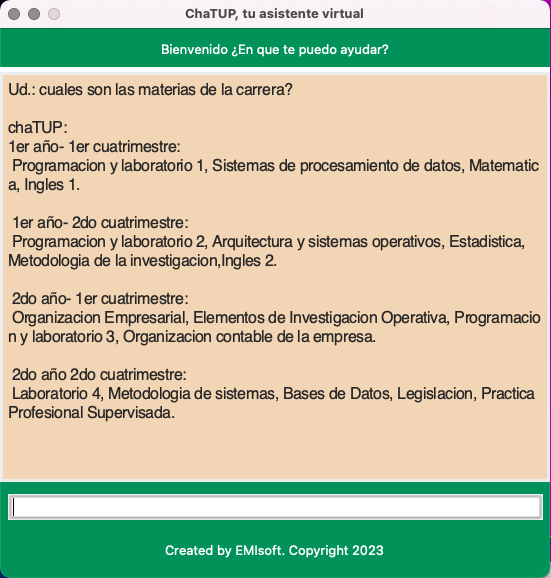 ChaTUP, tu asistente virtual
Bienvenido ¿En que te puedo ayudar?
Ud.: cuales son las materias de la carrera?
chaTUP:
1er año- 1er cuatrimestre:
Programacion y laboratorio 1, Sistemas de procesamiento de datos, Matematic
a, Ingles 1.
1er año- 2do cuatrimestre:
Programacion y laboratorio 2, Arquitectura y sistemas operativos, Estadistica,
Metodologia de la investigacion,Ingles 2.
2do año- 1er cuatrimestre:
Organizacion Empresarial, Elementos de Investigacion Operativa, Programacio
n y laboratorio 3, Organizacion contable de la empresa.
2do año 2do cuatrimestre:
Laboratorio 4, Metodologia de sistemas, Bases de Datos, Legislacion, Practica
Profesional Supervisada.
Created by EMIsoft. Copyright 2023